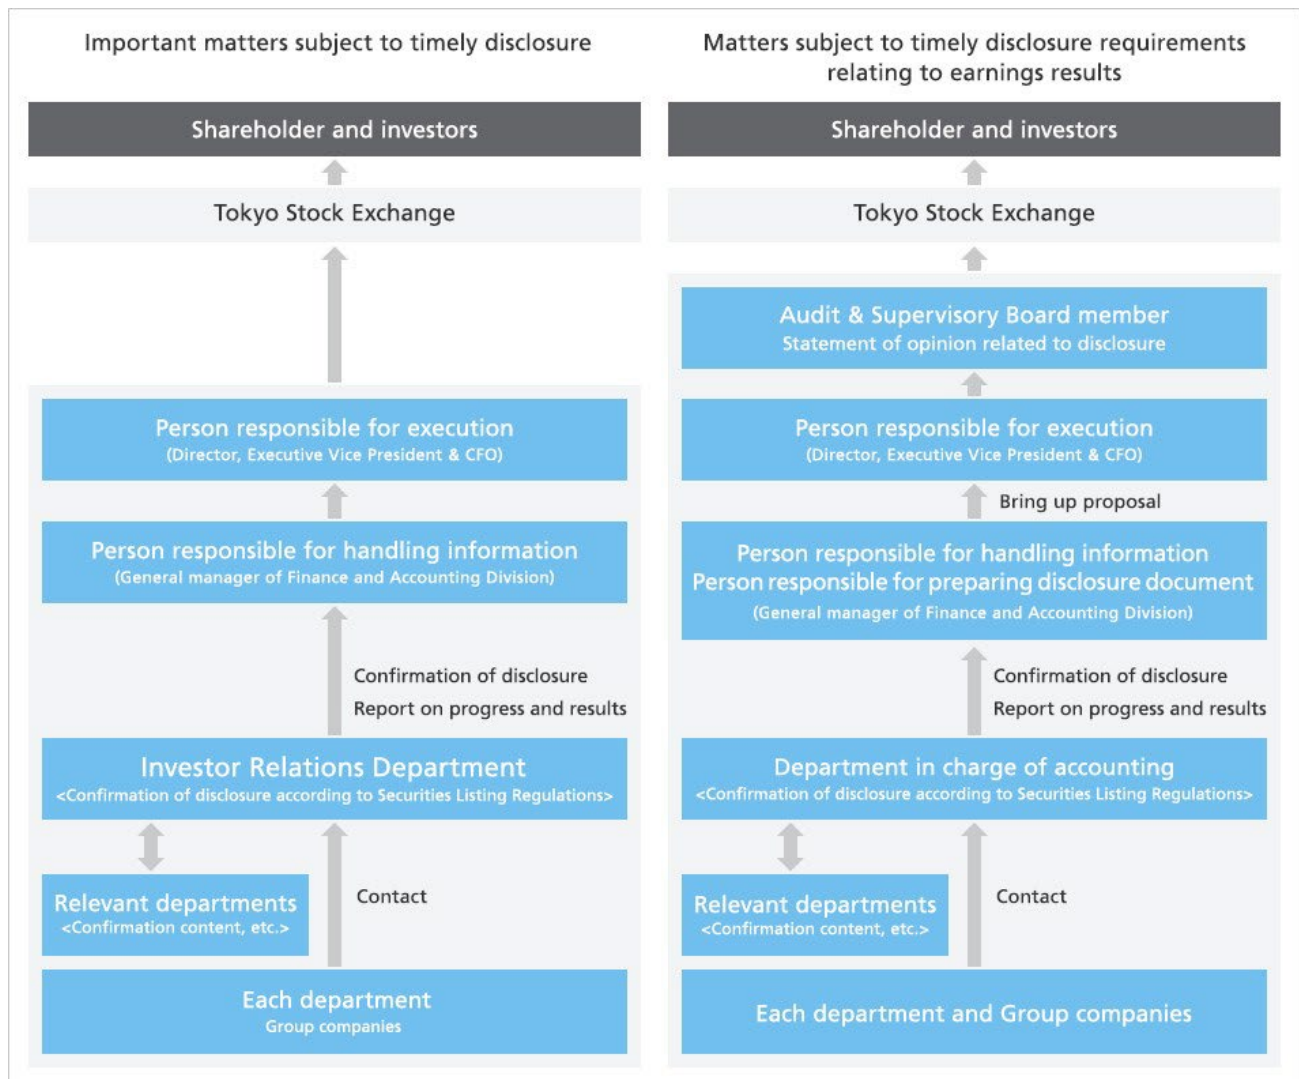 Important matters subject to timely disclosure
Shareholder and investors
Tokyo Stock Exchange
Person responsible for execution
(Director, Executive Vice President & CFO)
Person responsible for handling information
(General manager of Finance and Accounting Division)
Confirmation of disclosure
Report on progress and results
Investor Relations Department
<Confirmation of disclosure according to Securities Listing Regulations>
Relevant departments
<Confirmation content, etc.>
Contact
Each department
Group companies
Matters subject to timely disclosure requirements
relating to earnings results
Shareholder and investors
Tokyo Stock Exchange
Audit & Supervisory Board member
Statement of opinion related to disclosure
Person responsible for execution
(Director, Executive Vice President & CFO)
Bring up proposal
Person responsible for handling information
Person responsible for preparing disclosure document
(General manager of Finance and Accounting Division)
Confirmation of disclosure
Report on progress and results
Department in charge of accounting
<Confirmation of disclosure according to Securities Listing Regulations>
Relevant departments
<Confirmation content, etc.>
Contact
Each department and Group companies